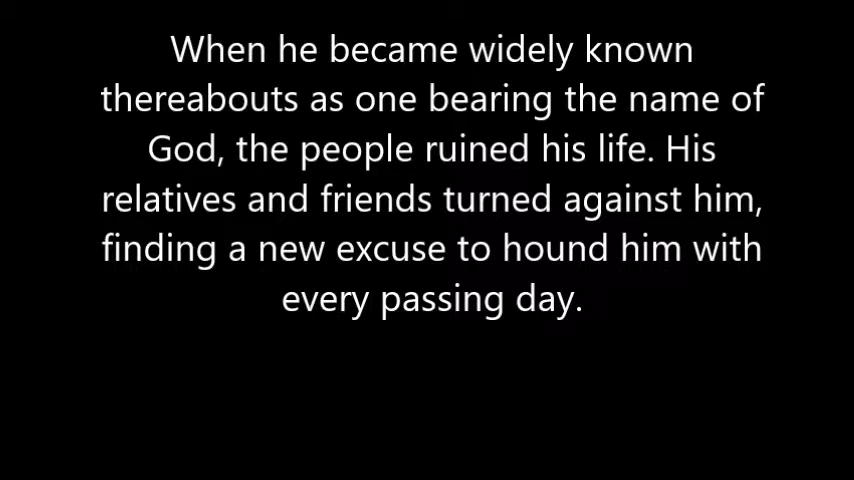 When he became widely known
thereabouts as one bearing the name of
God, the people ruined his life. His
relatives and friends turned against him,
finding a new excuse to hound him with
every passing day.